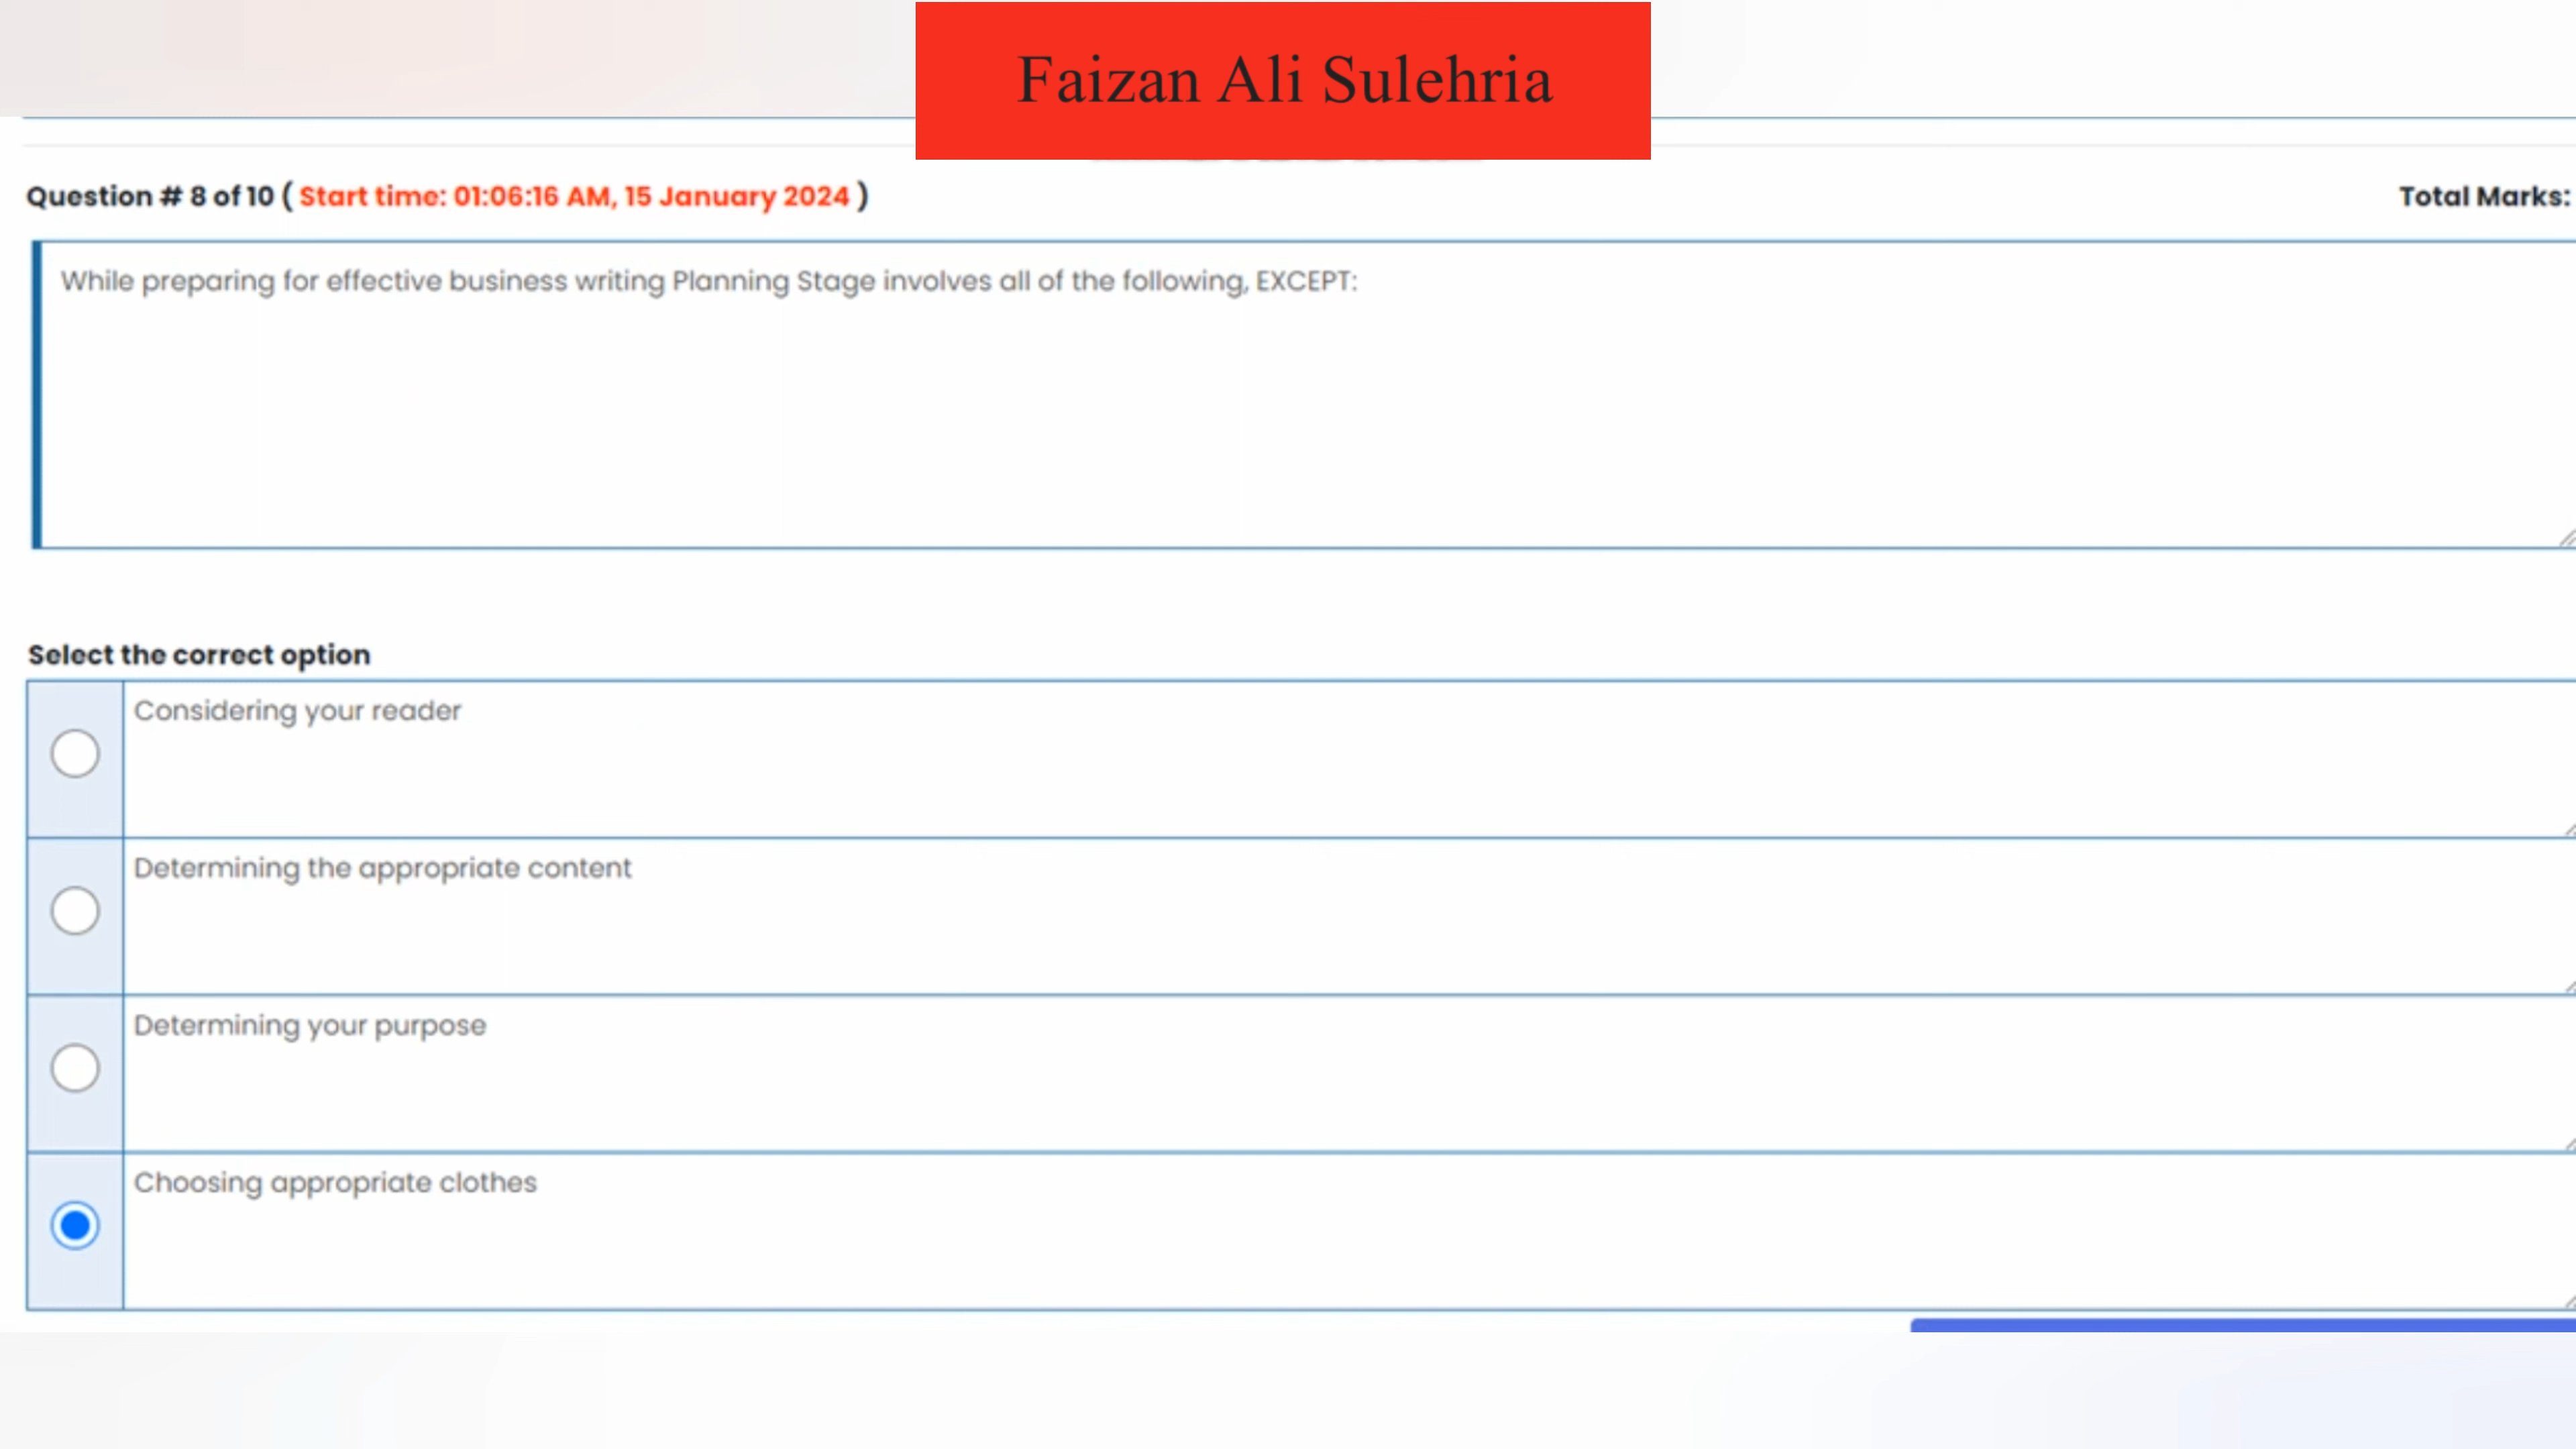 Faizan Ali Sulehria
Question # 8 of 10 ( Start time: 01:06:16 AM, 15 January 2024 )
Total Marks:
While preparing for effective business writing Planning Stage involves all of the following, EXCEPT:
Select the correct option
Considering your reader
Determining the appropriate content
Determining your purpose
Choosing appropriate clothes